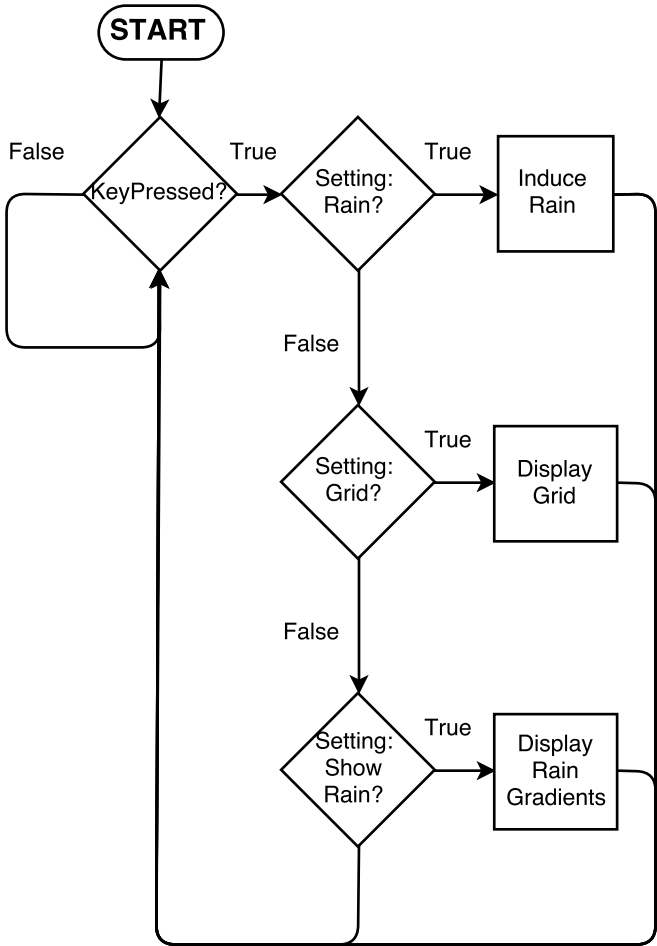 START
False
True
True
KeyPressed?
Setting:
Rain?
Induce
Rain
False
True
Setting:
Grid?
Display
Grid
False
True
Setting:
Show
Rain?
Display
Rain
Gradients